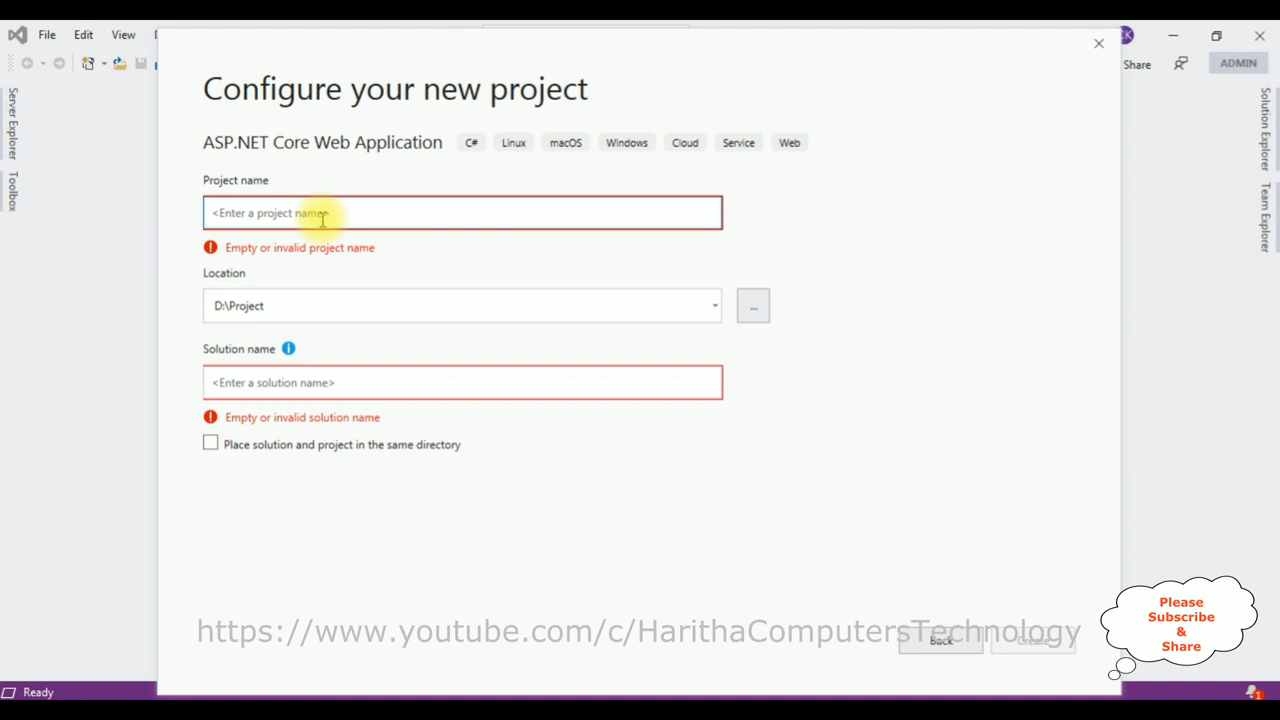 File Edit View
CK
Share
ADMIN
Server Explorer
Toolbox
Solution Explorer
Team Explorer
Configure your new project
ASP.NET Core Web Application C# Linux macOS Windows Cloud Service Web
Project name
<Enter a project name>
Empty or invalid project name
Location
D:\Project
...
Solution name
<Enter a solution name>
Empty or invalid solution name
Place solution and project in the same directory
https://www.youtube.com/c/HarithaComputersTechnology
Back Create
Please
Subscribe
&
Share
Ready
1